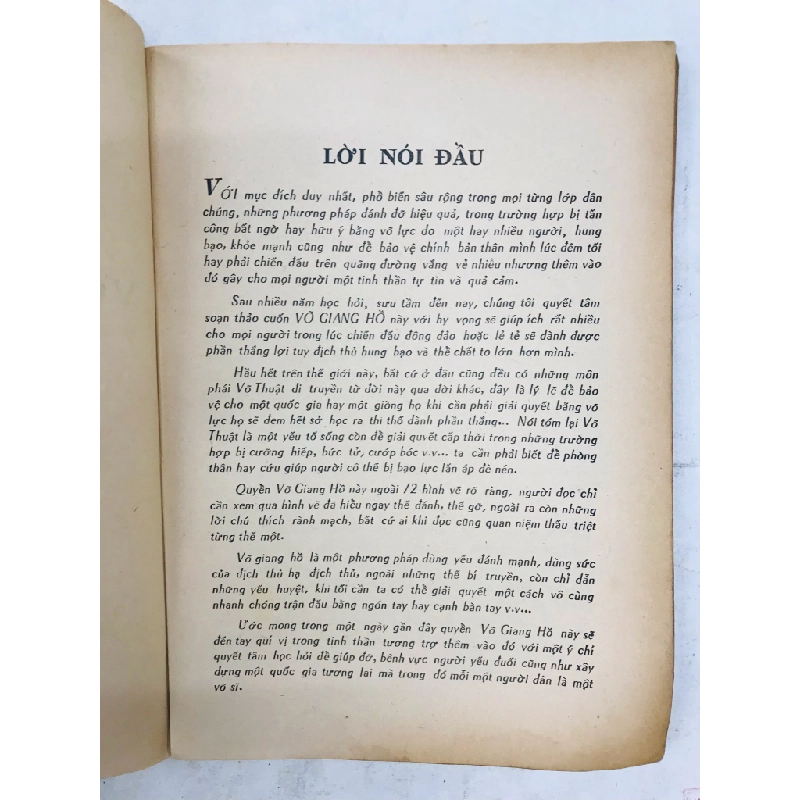 LỜI NÓI ĐẦU
VỚI mục đích duy nhất, phổ biến sâu rộng trong mọi từng lớp dân
chúng, những phương pháp đánh đỡ hiệu quả, trong trường hợp bị tấn
công bất ngờ hay hữu ý bằng võ lực do một hay nhiều người, hung
bạo, khỏe mạnh cũng như để bảo vệ chính bản thân mình lúc đêm tối
hay phải chiến đấu trên quãng đường vắng vẻ nhiều nhương thêm vào
đó gây cho mọi người một tinh thần tự tin và quả cảm.
Sau nhiều năm học hỏi, sưu tầm đến nay, chúng tôi quyết tâm
soạn thảo cuốn VÕ GIANG HỒ này với hy vọng sẽ giúp ích rất nhiều
cho mọi người trong lúc chiến đấu đông đảo hoặc lẻ tẻ sẽ dành được
phần thắng lợi tuy địch thủ hung bạo và thể chất to lớn hơn mình.
Hầu hết trên thế giới này, bất cứ ở đâu cũng đều có những môn
phái Võ Thuật di truyền từ đời này qua đời khác, đây là lý lẽ để bảo
vệ cho một quốc gia hay một giòng họ khi cần phải giải quyết bằng võ
lực họ sẽ đem hết sở học ra thi thố dành phần thắng... Nói tóm lại Võ
Thuật là một yếu tố sống còn để giải quyết cấp thời trong những trường
hợp bị cưỡng hiếp, bức tử, cướp bóc v.v... ta cần phải biết để phòng
thân hay cứu giúp người cô thế bị bạo lực lấn áp đè nén.
Quyển Võ Giang Hồ này ngoài 72 hình vẽ rõ ràng, người đọc chỉ
cần xem qua hình vẽ đã hiểu ngay thế đánh, thế gỡ, ngoài ra còn những
lời chú thích rành mạch, bất cứ ai khi đọc cũng quan niệm thấu triệt
từng thế một.
Võ giang hồ là một phương pháp dùng yếu đánh mạnh, dùng sức
của địch thủ hạ địch thủ, ngoài những thế bí truyền, còn chỉ dẫn
những yếu huyệt, khi tối cần ta có thể giải quyết một cách vô cùng
nhanh chóng trận đấu bằng ngón tay hay cạnh bàn tay v.v...
Ước mong trong một ngày gần đây quyển Võ Giang Hồ này sẽ
đến tay quí vị trong tinh thần tương trợ thêm vào đó với một ý chí
quyết tâm học hỏi để giúp đỡ, bênh vực người yếu đuối cũng như xây
dựng một quốc gia tương lai mà trong đó mỗi một người dân là một
võ sĩ.